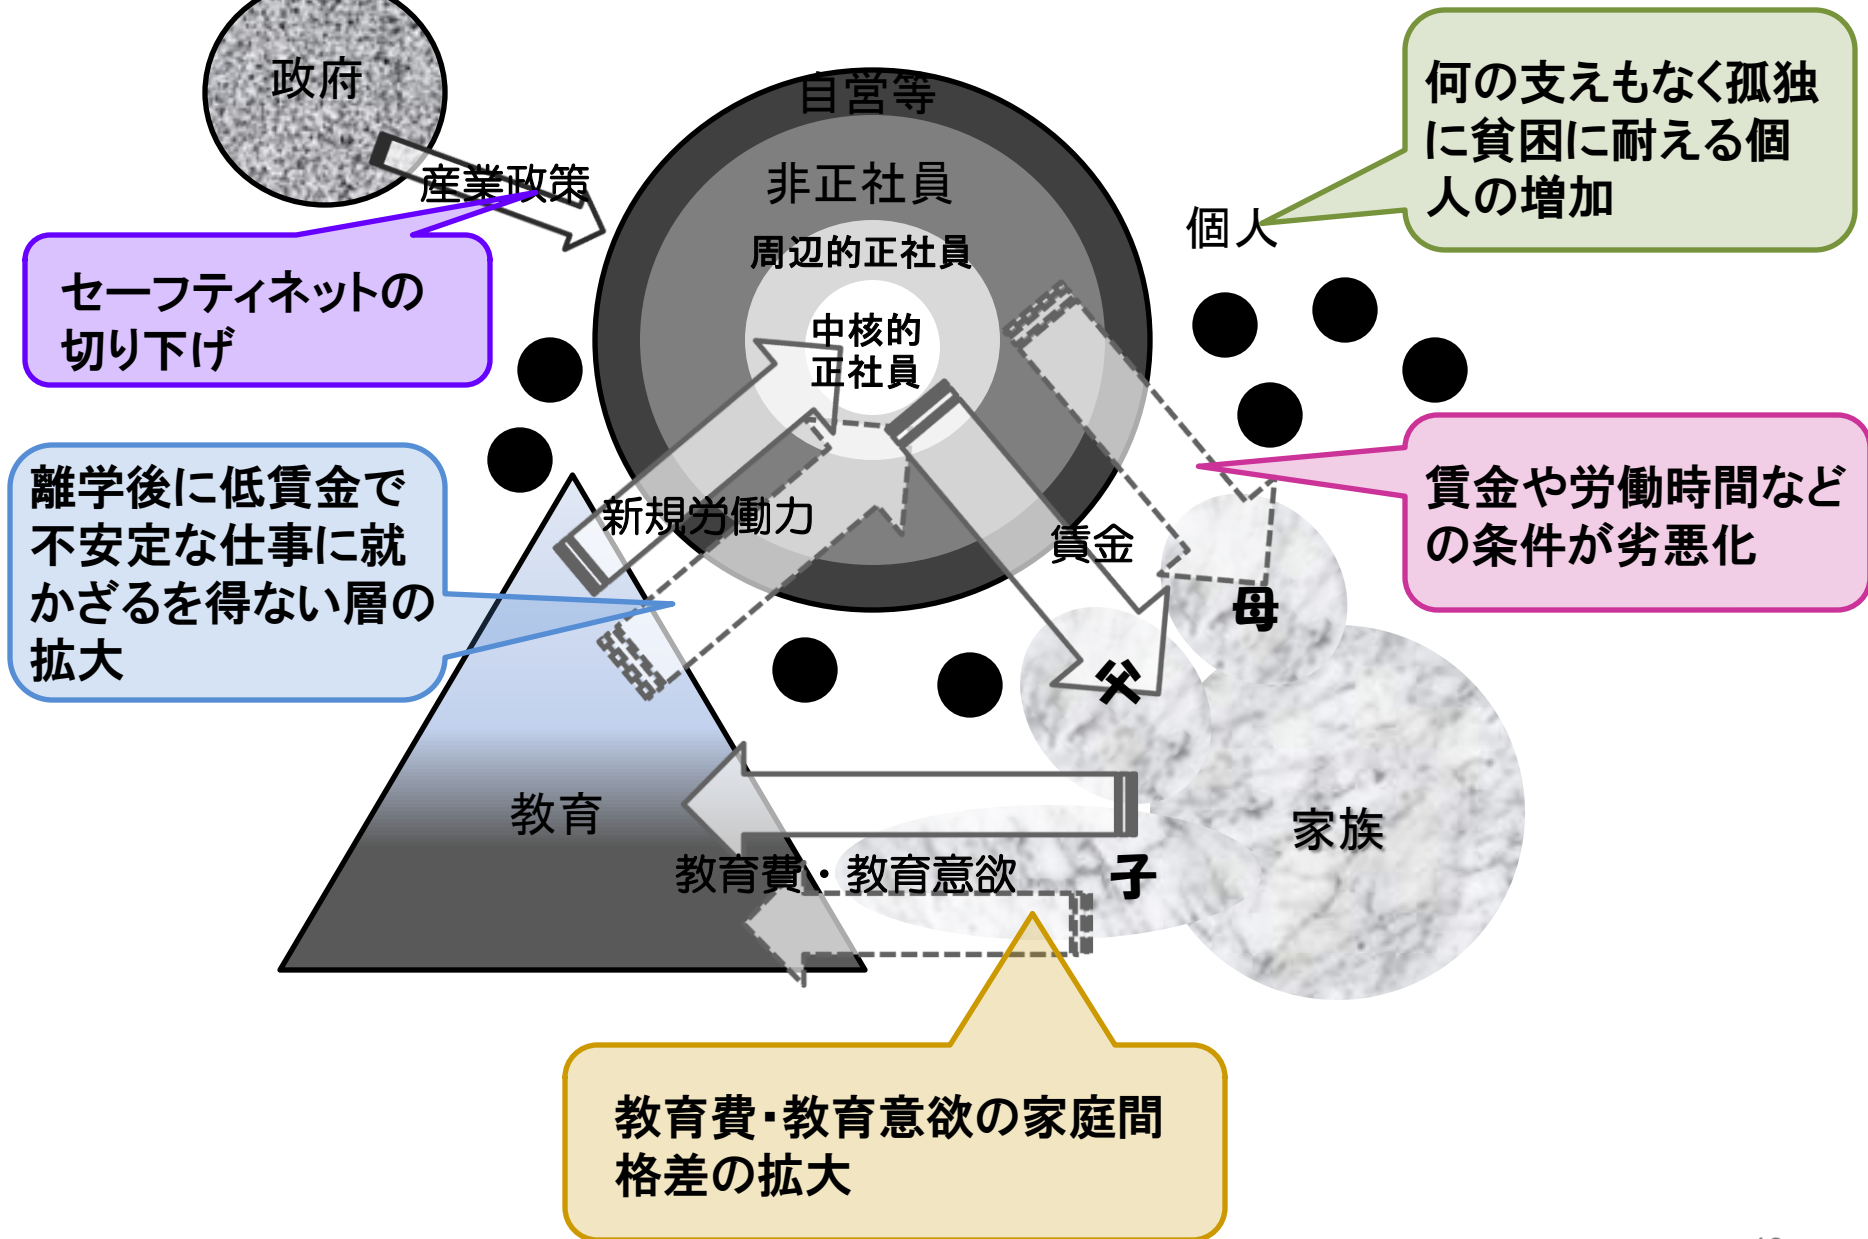 政府
自営等
何の支えもなく孤独
に貧困に耐える個
人の増加
産業政策
非正社員
個人
周辺的正社員
セーフティネットの
切り下げ
中核的
正社員
離学後に低賃金で
不安定な仕事に就
かざるを得ない層の
拡大
新規労働力
賃金
賃金や労働時間など
の条件が劣悪化
母
父
教育
家族
教育費・教育意欲
子
教育費・教育意欲の家庭間
格差の拡大